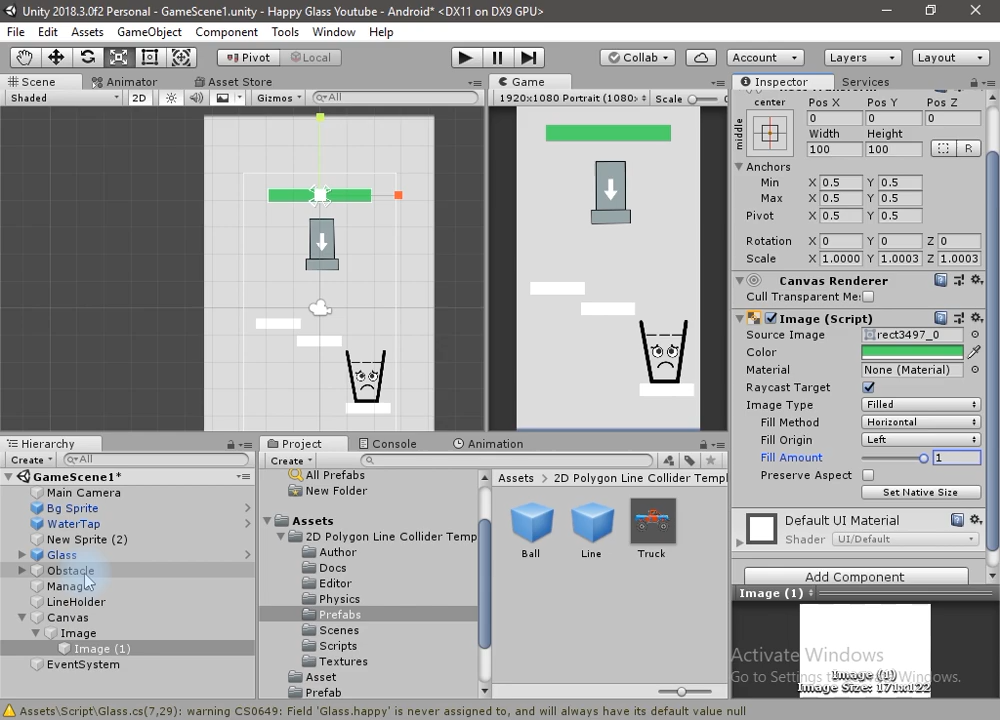 Unity 2018.3.0f2 Personal - GameScene1.unity - Happy Glass Youtube - Android* <DX11 on DX9 GPU>
File Edit Assets GameObject Component Tools Window Help
Pivot Local Collab Account Layers Layout
Scene Animator Asset Store
Shaded 2D Gizmos All
Game
1920x1080 Portrait (1080> Scale
Inspector Services
center Pos X Pos Y Pos Z
middle 0 0 0
Width Height
100 100 R
Anchors
Min X 0.5 Y 0.5
Max X 0.5 Y 0.5
Pivot X 0.5 Y 0.5
Rotation X 0 Y 0 Z 0
Scale X 1.0000 Y 1.0003 Z 1.0003
Canvas Renderer
Cull Transparent Me:
Image (Script)
Source Image rect3497_0
Color
Material None (Material)
Raycast Target
Image Type Filled
Fill Method Horizontal
Fill Origin Left
Fill Amount 1
Preserve Aspect
Set Native Size
Default UI Material
Shader UI/Default
Add Component
Image (1)
Activate Windows
Go to Settings to activate Windows.
Image (1)
Image Size: 171x122
Hierarchy
Create All
GameScene1*
Main Camera
Bg Sprite
WaterTap
New Sprite (2)
Glass
Obstacle
Manager
LineHolder
Canvas
Image
Image (1)
EventSystem
Project Console Animation
Create
All Prefabs
New Folder
Assets
2D Polygon Line Collider Temp
Author
Docs
Editor
Physics
Prefabs
Scenes
Scripts
Textures
Asset
Prefab
Assets 2D Polygon Line Collider Templ
Ball Line Truck
Assets\Script\Glass.cs(7,29): warning CS0649: Field 'Glass.happy' is never assigned to, and will always have its default value null